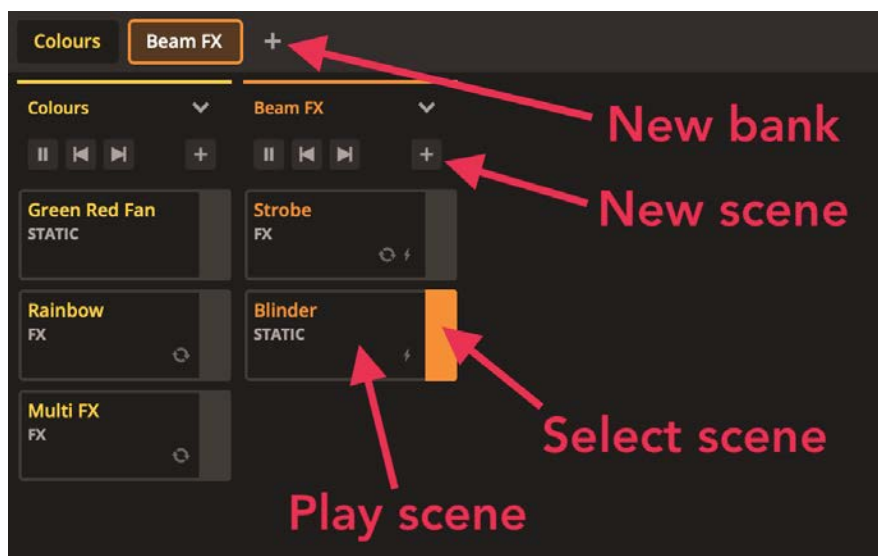 Colours
Beam FX
+
New bank
Colours
Beam FX
+
+
New scene
Green Red Fan
STATIC
Strobe
FX
Rainbow
FX
Blinder
STATIC
Multi FX
FX
Select scene
Play scene